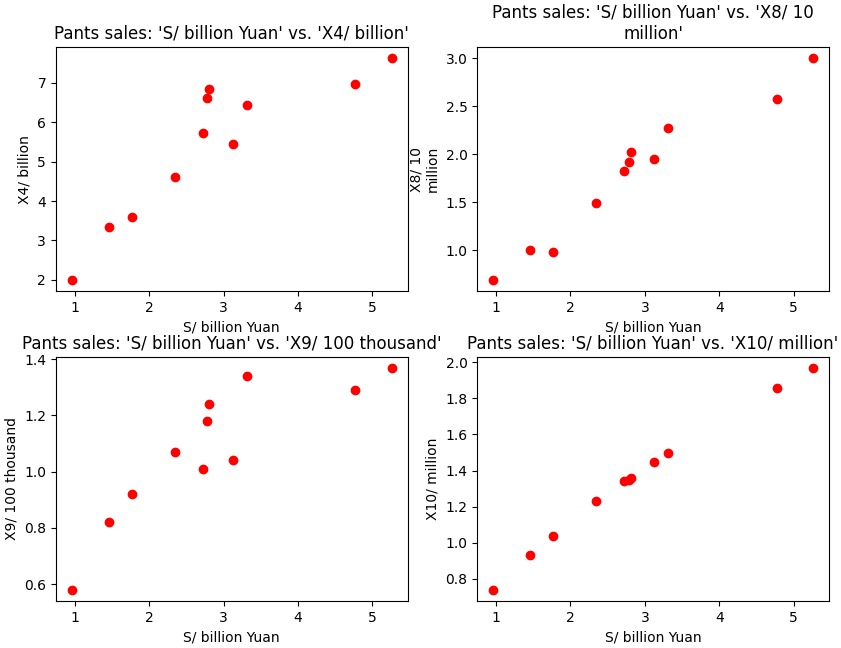 Pants sales: 'S/ billion Yuan' vs. 'X4/ billion'
7
6
5
4
3
2
X4/ billion
1 2 3 4 5
S/ billion Yuan
Pants sales: 'S/ billion Yuan' vs. 'X8/ 10
million'
3.0
2.5
2.0
1.5
1.0
X8/ 10
million
1 2 3 4 5
S/ billion Yuan
Pants sales: 'S/ billion Yuan' vs. 'X9/ 100 thousand'
1.4
1.2
1.0
0.8
0.6
X9/ 100 thousand
1 2 3 4 5
S/ billion Yuan
Pants sales: 'S/ billion Yuan' vs. 'X10/ million'
2.0
1.8
1.6
1.4
1.2
1.0
0.8
X10/ million
1 2 3 4 5
S/ billion Yuan